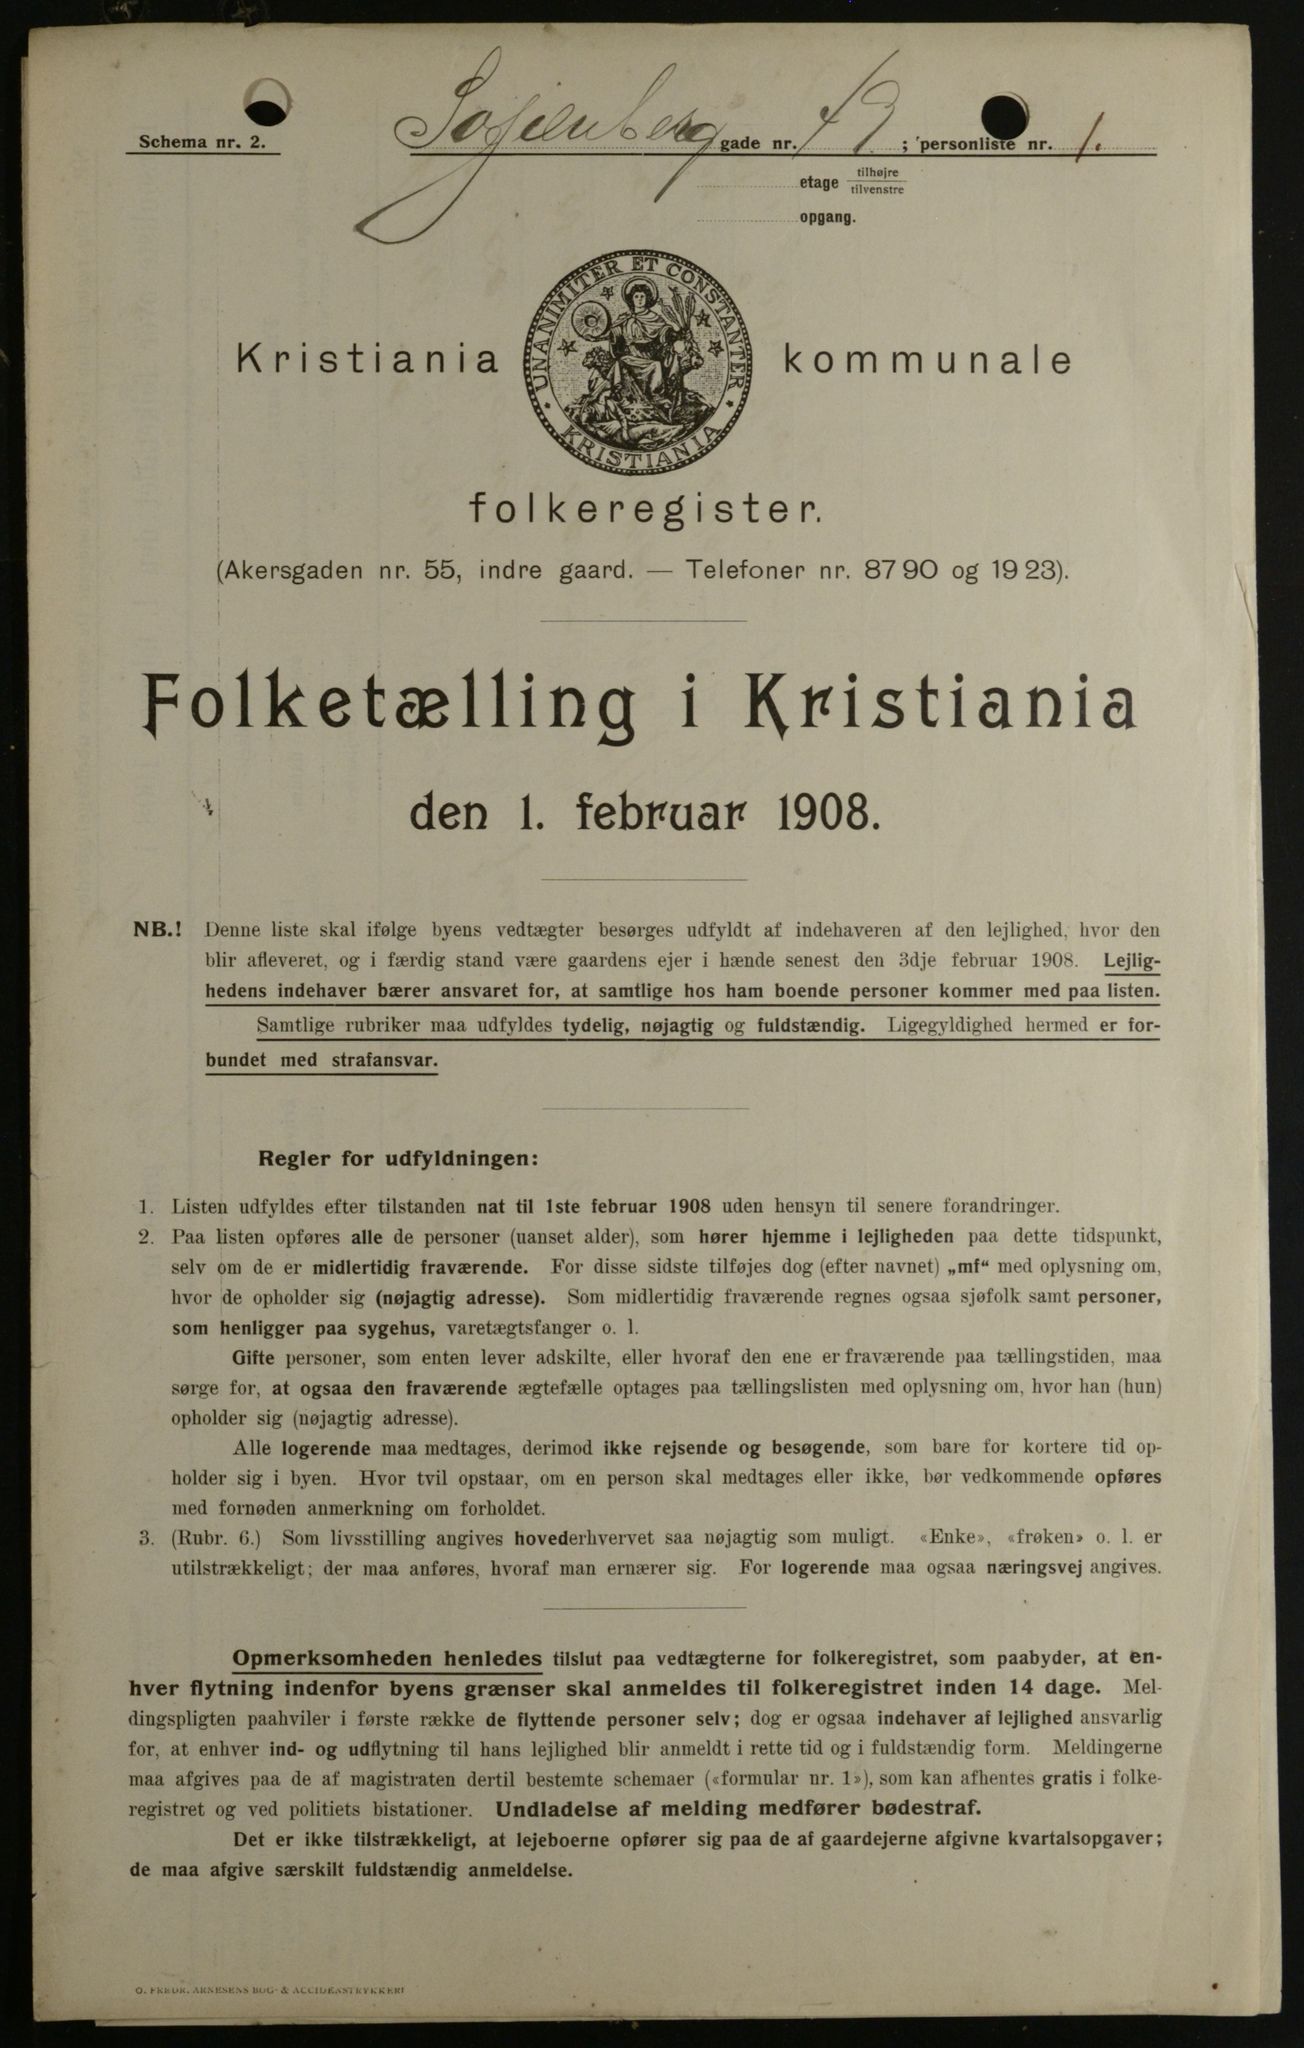 Schema nr. 2.
Sofienberg gade nr. ; personliste nr. 1.
etage tilhøjre
tilvenstre
opgang.
UNANIMITER ET CONSTANTER
KRISTIANIA
Kristiania kommunale
folkeregister.
(Akersgaden nr. 55, indre gaard. — Telefoner nr. 87 90 og 19 23).
Folketælling i Kristiania
den 1. februar 1908.
NB.! Denne liste skal ifølge byens vedtægter besørges udfyldt af indehaveren af den lejlighed, hvor den
blir afleveret, og i færdig stand være gaardens ejer i hænde senest den 3dje februar 1908. Lejlig-
hedens indehaver bærer ansvaret for, at samtlige hos ham boende personer kommer med paa listen.
Samtlige rubriker maa udfyldes tydelig, nøjagtig og fuldstændig. Ligegyldighed hermed er for-
bundet med strafansvar.
Regler for udfyldningen:
1. Listen udfyldes efter tilstanden nat til 1ste februar 1908 uden hensyn til senere forandringer.
2. Paa listen opføres alle de personer (uanset alder), som hører hjemme i lejligheden paa dette tidspunkt,
selv om de er midlertidig fraværende. For disse sidste tilføjes dog (efter navnet) „mf“ med oplysning om,
hvor de opholder sig (nøjagtig adresse). Som midlertidig fraværende regnes ogsaa sjøfolk samt personer,
som henligger paa sygehus, varetægtsfanger o. l.
Gifte personer, som enten lever adskilte, eller hvoraf den ene er fraværende paa tællingstiden, maa
sørge for, at ogsaa den fraværende ægtefælle optages paa tællingslisten med oplysning om, hvor han (hun)
opholder sig (nøjagtig adresse).
Alle logerende maa medtages, derimod ikke rejsende og besøgende, som bare for kortere tid op-
holder sig i byen. Hvor tvil opstaar, om en person skal medtages eller ikke, bør vedkommende opføres
med fornøden anmerkning om forholdet.
3. (Rubr. 6.) Som livsstilling angives hovederhvervet saa nøjagtig som muligt. «Enke», «frøken» o. l. er
utilstrækkeligt; der maa anføres, hvoraf man ernærer sig. For logerende maa ogsaa næringsvej angives.
Opmerksomheden henledes tilslut paa vedtægterne for folkeregistret, som paabyder, at en-
hver flytning indenfor byens grænser skal anmeldes til folkeregistret inden 14 dage. Mel-
dingspligten paahviler i første række de flyttende personer selv; dog er ogsaa indehaver af lejlighed ansvarlig
for, at enhver ind- og udflytning til hans lejlighed blir anmeldt i rette tid og i fuldstændig form. Meldingerne
maa afgives paa de af magistraten dertil bestemte schemaer («formular nr. 1»), som kan afhentes gratis i folke-
registret og ved politiets bistationer. Undladelse af melding medfører bødestraf.
Det er ikke tilstrækkeligt, at lejeboerne opfører sig paa de af gaardejerne afgivne kvartalsopgaver;
de maa afgive særskilt fuldstændig anmeldelse.
O. FREDR. ARNESENS BOG- & ACCIDENSTRYKKERI